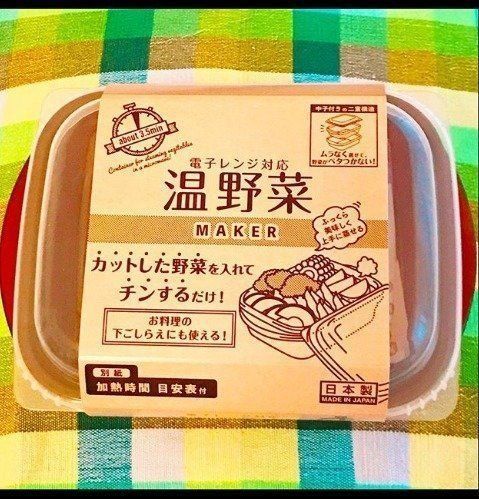 about 3.5min
Container for steaming vegetables
in a microwave!
中子付きの二重構造
ムラなく蒸せて、
野菜がベタつかない!
電子レンジ対応
温野菜
MAKER
ふっくら
美味しく
上手に蒸せる
カットした野菜を入れて
チンするだけ!
お料理の
下ごしらえにも使える!
別紙
加熱時間 目安表付
日本製
MADE IN JAPAN